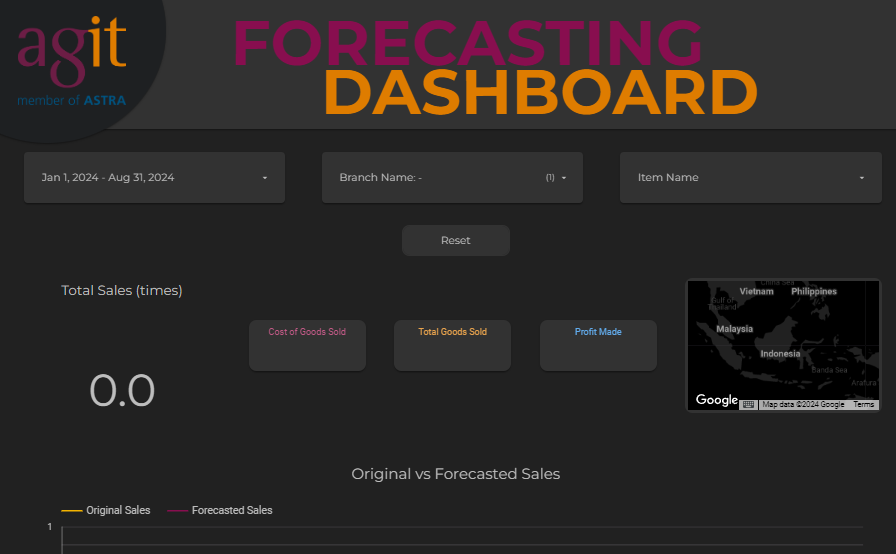 agit
member of ASTRA
FORECASTING
DASHBOARD
Jan 1, 2024 - Aug 31, 2024
Branch Name: -
(1)
Item Name
Reset
Total Sales (times)
0.0
Cost of Goods Sold
Total Goods Sold
Profit Made
China Sea
Vietnam
Philippines
Gulf of
Thailand
Malaysia
Indonesia
Banda Sea
Arafura
Google
Map data ©2024 Google
Terms
Original vs Forecasted Sales
Original Sales
Forecasted Sales
1